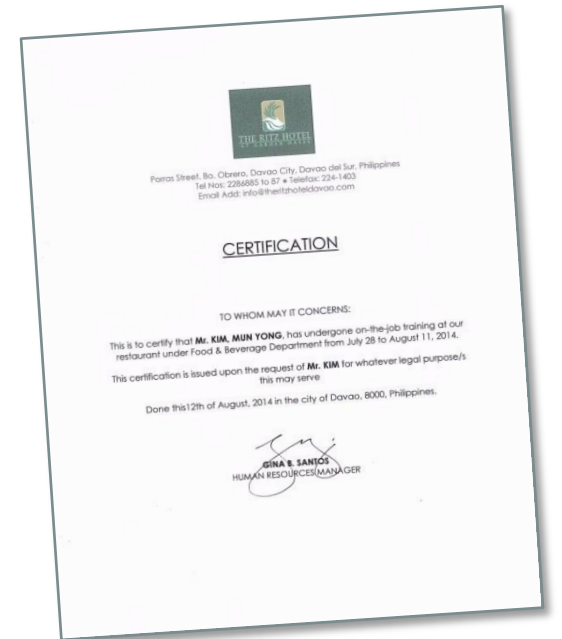 THE RITZ HOTEL
AT GARDEN OASES
Porras Street, Bo. Obrero, Davao City, Davao del Sur, Philippines
Tel Nos: 2286885 to 87 • Telefax: 224-1403
Email Add: info@theritzhoteldavao.com
CERTIFICATION
TO WHOM MAY IT CONCERNS:
This is to certify that Mr. KIM, MUN YONG, has undergone on-the-job training at our
restaurant under Food & Beverage Department from July 28 to August 11, 2014.
This certification is issued upon the request of Mr. KIM for whatever legal purpose/s
this may serve
Done this12th of August, 2014 in the city of Davao, 8000, Philippines.
GINA B. SANTOS
HUMAN RESOURCES MANAGER